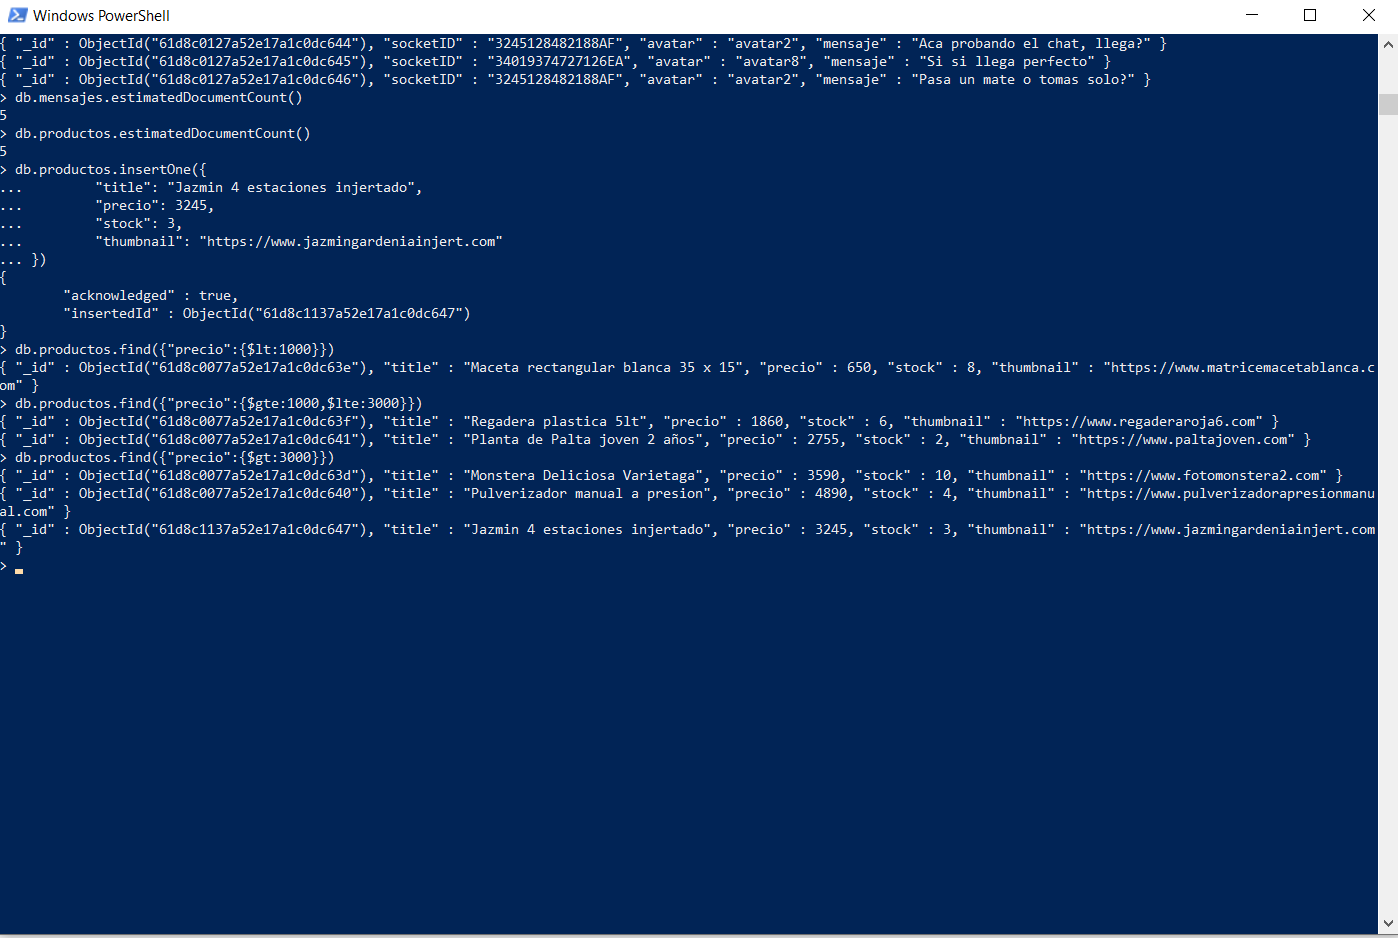 Windows PowerShell
{ "_id" : ObjectId("61d8c0127a52e17a1c0dc644"), "socketID" : "3245128482188AF", "avatar" : "avatar2", "mensaje" : "Aca probando el chat, llega?" }
{ "_id" : ObjectId("61d8c0127a52e17a1c0dc645"), "socketID" : "34019374727126EA", "avatar" : "avatar8", "mensaje" : "Si si llega perfecto" }
{ "_id" : ObjectId("61d8c0127a52e17a1c0dc646"), "socketID" : "3245128482188AF", "avatar" : "avatar2", "mensaje" : "Pasa un mate o tomas solo?" }
> db.mensajes.estimatedDocumentCount()
5
> db.productos.estimatedDocumentCount()
5
> db.productos.insertOne({
...         "title": "Jazmin 4 estaciones injertado",
...         "precio": 3245,
...         "stock": 3,
...         "thumbnail": "https://www.jazmingardeniainjert.com"
... })
{
        "acknowledged" : true,
        "insertedId" : ObjectId("61d8c1137a52e17a1c0dc647")
}
> db.productos.find({"precio":{$lt:1000}})
{ "_id" : ObjectId("61d8c0077a52e17a1c0dc63e"), "title" : "Maceta rectangular blanca 35 x 15", "precio" : 650, "stock" : 8, "thumbnail" : "https://www.matricemacetablanca.c
om" }
> db.productos.find({"precio":{$gte:1000,$lte:3000}})
{ "_id" : ObjectId("61d8c0077a52e17a1c0dc63f"), "title" : "Regadera plastica 5lt", "precio" : 1860, "stock" : 6, "thumbnail" : "https://www.regaderaroja6.com" }
{ "_id" : ObjectId("61d8c0077a52e17a1c0dc641"), "title" : "Planta de Palta joven 2 años", "precio" : 2755, "stock" : 2, "thumbnail" : "https://www.paltajoven.com" }
> db.productos.find({"precio":{$gt:3000}})
{ "_id" : ObjectId("61d8c0077a52e17a1c0dc63d"), "title" : "Monstera Deliciosa Varietaga", "precio" : 3590, "stock" : 10, "thumbnail" : "https://www.fotomonstera2.com" }
{ "_id" : ObjectId("61d8c0077a52e17a1c0dc640"), "title" : "Pulverizador manual a presion", "precio" : 4890, "stock" : 4, "thumbnail" : "https://www.pulverizadorapresionmanu
al.com" }
{ "_id" : ObjectId("61d8c1137a52e17a1c0dc647"), "title" : "Jazmin 4 estaciones injertado", "precio" : 3245, "stock" : 3, "thumbnail" : "https://www.jazmingardeniainjert.com
" }
>